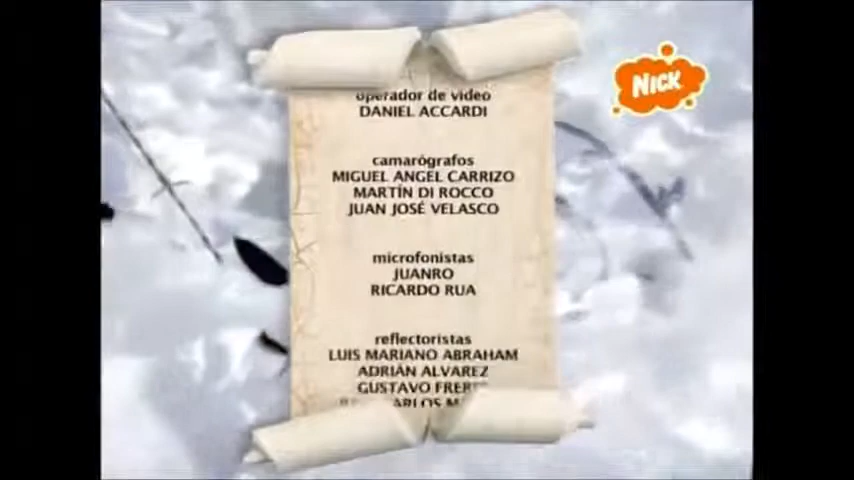 operador de video
DANIEL ACCARDI
camarógrafos
MIGUEL ANGEL CARRIZO
MARTÍN DI ROCCO
JUAN JOSÉ VELASCO
microfonistas
JUANRO
RICARDO RUA
reflectoristas
LUIS MARIANO ABRAHAM
ADRIÁN ALVAREZ
GUSTAVO
NICK